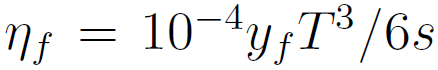 η_f = 10^{-4} y_f T^3/6s